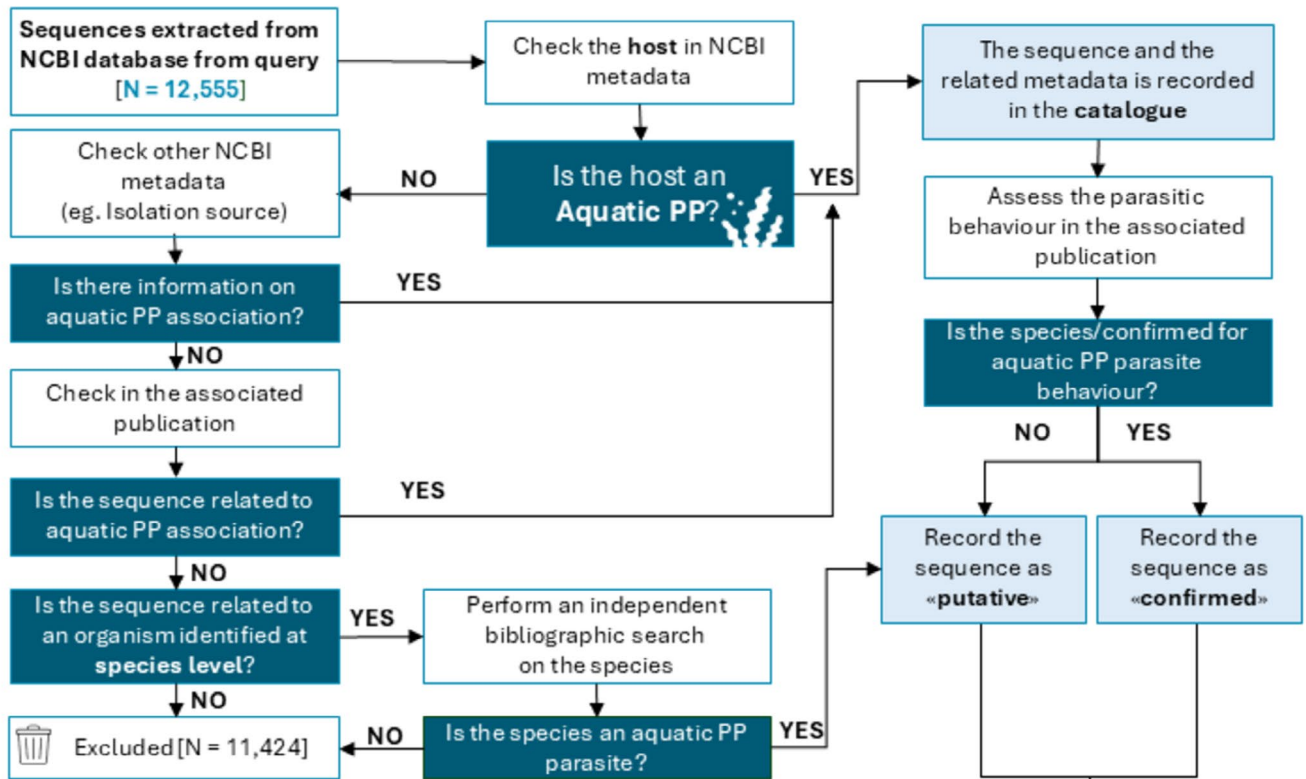 Sequences extracted from
NCBI database from query
[N = 12,555]
Check the host in NCBI
metadata
The sequence and the
related metadata is recorded
in the catalogue
Check other NCBI
metadata
(eg. Isolation source)
NO
Is the host an
Aquatic PP?
YES
Assess the parasitic
behaviour in the associated
publication
Is there information on
aquatic PP association?
YES
NO
Is the species/confirmed for
aquatic PP parasite
behaviour?
Check in the associated
publication
NO
YES
Is the sequence related to
aquatic PP association?
YES
NO
Record the
sequence as
«putative»
Record the
sequence as
«confirmed»
Is the sequence related to
an organism identified at
species level?
YES
Perform an independent
bibliographic search
on the species
NO
Excluded [N = 11,424]
NO
Is the species an aquatic PP
parasite?
YES